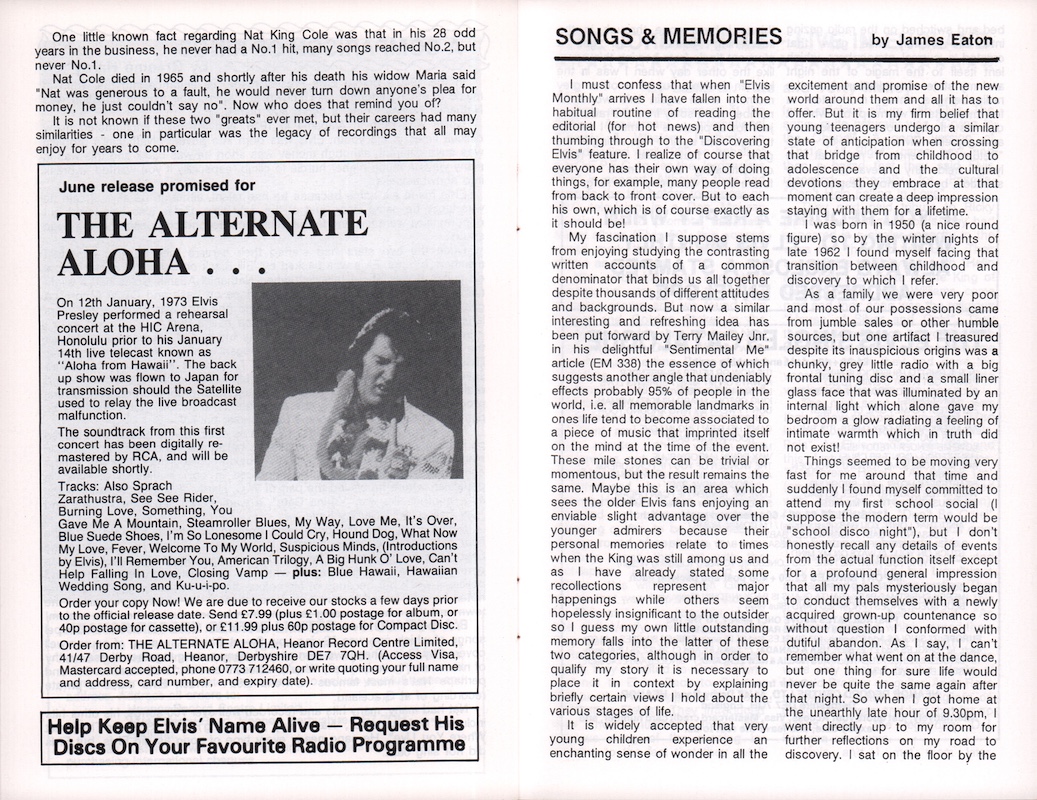 One little known fact regarding Nat King Cole was that in his 28 odd
years in the business, he never had a No.1 hit, many songs reached No.2, but
never No.1.
Nat Cole died in 1965 and shortly after his death his widow Maria said
"Nat was generous to a fault, he would never turn down anyone's plea for
money, he just couldn't say no". Now who does that remind you of?
It is not known if these two "greats" ever met, but their careers had many
similarities - one in particular was the legacy of recordings that all may
enjoy for years to come.
June release promised for
THE ALTERNATE
ALOHA . . .
On 12th January, 1973 Elvis
Presley performed a rehearsal
concert at the HIC Arena,
Honolulu prior to his January
14th live telecast known as
"Aloha from Hawaii". The back
up show was flown to Japan for
transmission should the Satellite
used to relay the live broadcast
malfunction.
The soundtrack from this first
concert has been digitally re-
mastered by RCA, and will be
available shortly.
Tracks: Also Sprach
Zarathustra, See See Rider,
Burning Love, Something, You
Gave Me A Mountain, Steamroller Blues, My Way, Love Me, It's Over,
Blue Suede Shoes, I'm So Lonesome I Could Cry, Hound Dog, What Now
My Love, Fever, Welcome To My World, Suspicious Minds, (Introductions
by Elvis), I'll Remember You, American Trilogy, A Big Hunk O' Love, Can't
Help Falling In Love, Closing Vamp — plus: Blue Hawaii, Hawaiian
Wedding Song, and Ku-u-i-po.
Order your copy Now! We are due to receive our stocks a few days prior
to the official release date. Send £7.99 (plus £1.00 postage for album, or
40p postage for cassette), or £11.99 plus 60p postage for Compact Disc.
Order from: THE ALTERNATE ALOHA, Heanor Record Centre Limited,
41/47 Derby Road, Heanor, Derbyshire DE7 7QH. (Access Visa,
Mastercard accepted, phone 0773 712460, or write quoting your full name
and address, card number, and expiry date).
Help Keep Elvis' Name Alive — Request His
Discs On Your Favourite Radio Programme
SONGS & MEMORIES by James Eaton
I must confess that when "Elvis
Monthly" arrives I have fallen into the
habitual routine of reading the
editorial (for hot news) and then
thumbing through to the "Discovering
Elvis" feature. I realize of course that
everyone has their own way of doing
things, for example, many people read
from back to front cover. But to each
his own, which is of course exactly as
it should be!
My fascination I suppose stems
from enjoying studying the contrasting
written accounts of a common
denominator that binds us all together
despite thousands of different attitudes
and backgrounds. But now a similar
interesting and refreshing idea has
been put forward by Terry Mailey Jnr.
in his delightful "Sentimental Me"
article (EM 338) the essence of which
suggests another angle that undeniably
effects probably 95% of people in the
world, i.e. all memorable landmarks in
ones life tend to become associated to
a piece of music that imprinted itself
on the mind at the time of the event.
These mile stones can be trivial or
momentous, but the result remains the
same. Maybe this is an area which
sees the older Elvis fans enjoying an
enviable slight advantage over the
younger admirers because their
personal memories relate to times
when the King was still among us and
as I have already stated some
recollections represent major
happenings while others seem
hopelessly insignificant to the outsider
so I guess my own little outstanding
memory falls into the latter of these
two categories, although in order to
qualify my story it is necessary to
place it in context by explaining
briefly certain views I hold about the
various stages of life.
It is widely accepted that very
young children experience an
enchanting sense of wonder in all the
excitement and promise of the new
world around them and all it has to
offer. But it is my firm belief that
young teenagers undergo a similar
state of anticipation when crossing
that bridge from childhood to
adolescence and the cultural
devotions they embrace at that
moment can create a deep impression
staying with them for a lifetime.
I was born in 1950 (a nice round
figure) so by the winter nights of
late 1962 I found myself facing that
transition between childhood and
discovery to which I refer.
As a family we were very poor
and most of our possessions came
from jumble sales or other humble
sources, but one artifact I treasured
despite its inauspicious origins was a
chunky, grey little radio with a big
frontal tuning disc and a small liner
glass face that was illuminated by an
internal light which alone gave my
bedroom a glow radiating a feeling of
intimate warmth which in truth did
not exist!
Things seemed to be moving very
fast for me around that time and
suddenly I found myself committed to
attend my first school social (I
suppose the modern term would be
"school disco night"), but I don't
honestly recall any details of events
from the actual function itself except
for a profound general impression
that all my pals mysteriously began
to conduct themselves with a newly
acquired grown-up countenance so
without question I conformed with
dutiful abandon. As I say, I can't
remember what went on at the dance,
but one thing for sure life would
never be quite the same again after
that night. So when I got home at
the unearthly late hour of 9.30pm, I
went directly up to my room for
further reflections on my road to
discovery. I sat on the floor by the